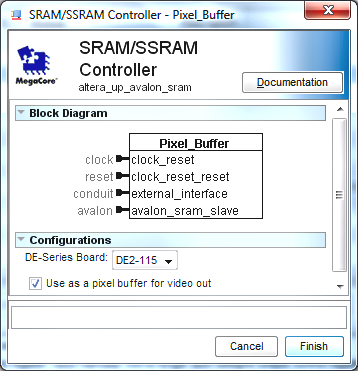 SRAM/SSRAM Controller - Pixel_Buffer
SRAM/SSRAM
Controller
MegaCore®
altera_up_avalon_sram
Documentation
Block Diagram
Pixel_Buffer
clock clock_reset
reset clock_reset_reset
conduit external_interface
avalon avalon_sram_slave
Configurations
DE-Series Board: DE2-115
Use as a pixel buffer for video out
Cancel Finish